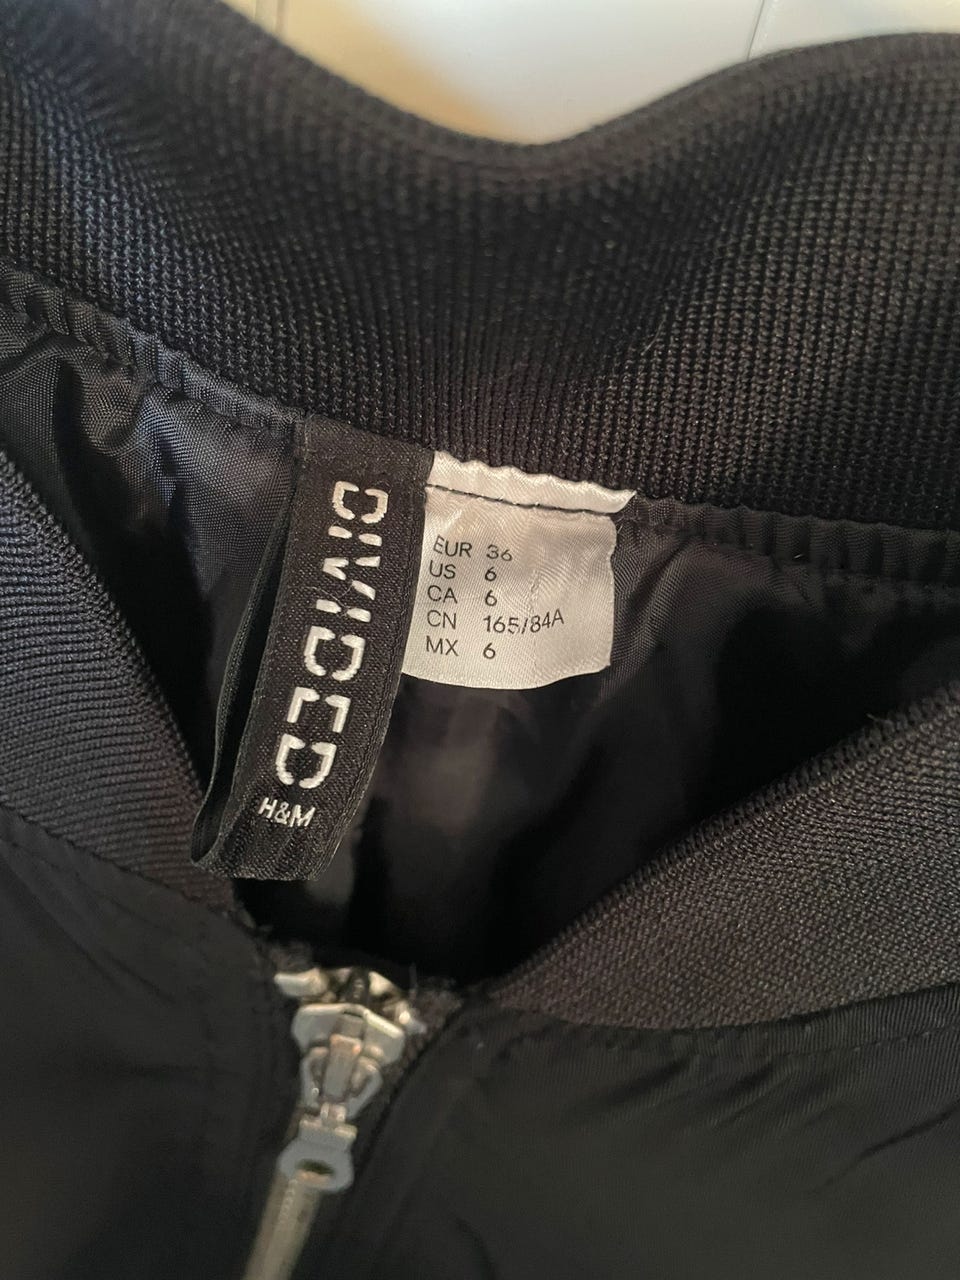 DIVIDED
H&M
EUR 36
US 6
CA 6
CN 165/84A
MX 6